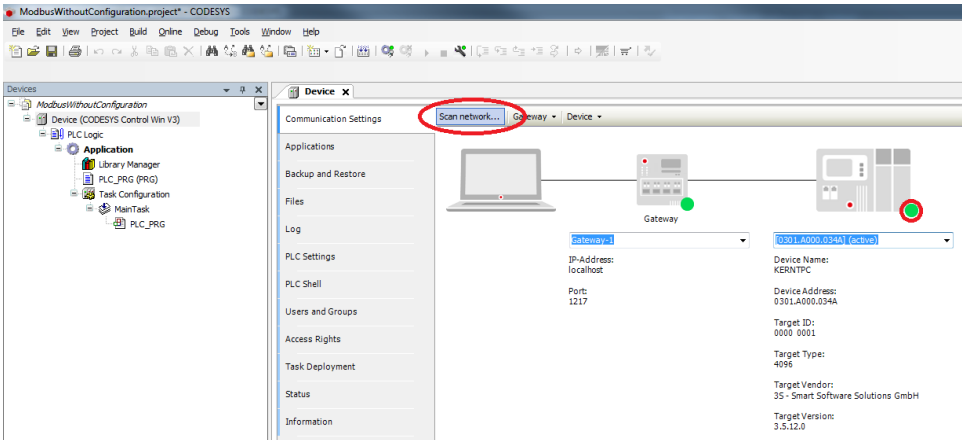 ModbusWithoutConfiguration.project* - CODESYS
File Edit View Project Build Online Debug Tools Window Help
Devices
ModbusWithoutConfiguration
Device (CODESYS Control Win V3)
PLC Logic
Application
Library Manager
PLC_PRG (PRG)
Task Configuration
MainTask
PLC_PRG
Device
Communication Settings
Applications
Backup and Restore
Files
Log
PLC Settings
PLC Shell
Users and Groups
Access Rights
Task Deployment
Status
Information
Scan network... Gateway Device
Gateway
Gateway-1
IP-Address:
localhost
Port:
1217
[0301.A000.034A] (active)
Device Name:
KERNTPC
Device Address:
0301.A000.034A
Target ID:
0000 0001
Target Type:
4096
Target Vendor:
3S - Smart Software Solutions GmbH
Target Version:
3.5.12.0